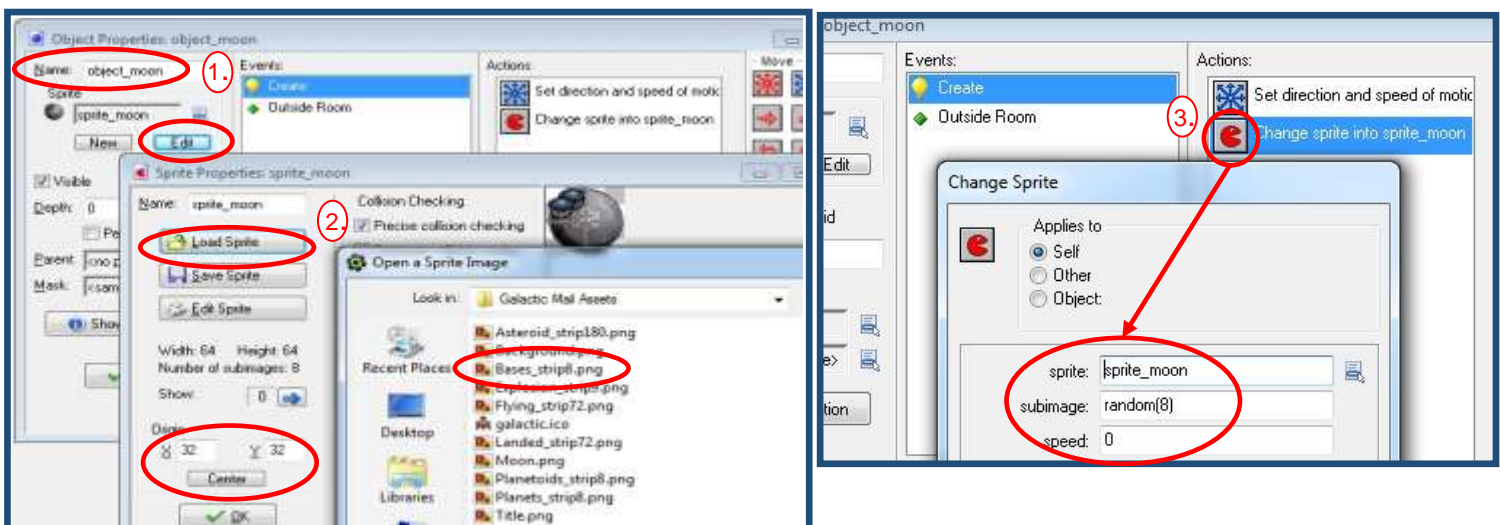 Object Properties: object_moon
Name: object_moon
1.
Sprite
sprite_moon
New
Edit
Visible
Depth: 0
Parent:
Mask:
Events:
Create
Outside Room
Actions:
Set direction and speed of motic
Change sprite into sprite_moon
Move
Sprite Properties: sprite_moon
Name: sprite_moon
2.
Load Sprite
Save Sprite
Edit Sprite
Width: 64 Height: 64
Number of subimages: 8
Show: 0
Origin
X 32 Y 32
Center
OK
Collision Checking
Precise collision checking
Open a Sprite Image
Look in: Galactic Mail Assets
Recent Places
Desktop
Libraries
Asteroid_strip180.png
Background.png
Bases_strip8.png
Explosion_strip9.png
Flying_strip72.png
galactic.ico
Landed_strip72.png
Moon.png
Planetoids_strip8.png
Planets_strip8.png
Title.png
object_moon
Edit
Events:
Create
Outside Room
Actions:
3.
Set direction and speed of motic
Change sprite into sprite_moon
Change Sprite
Applies to
Self
Other
Object:
sprite: sprite_moon
subimage: random(8)
speed: 0